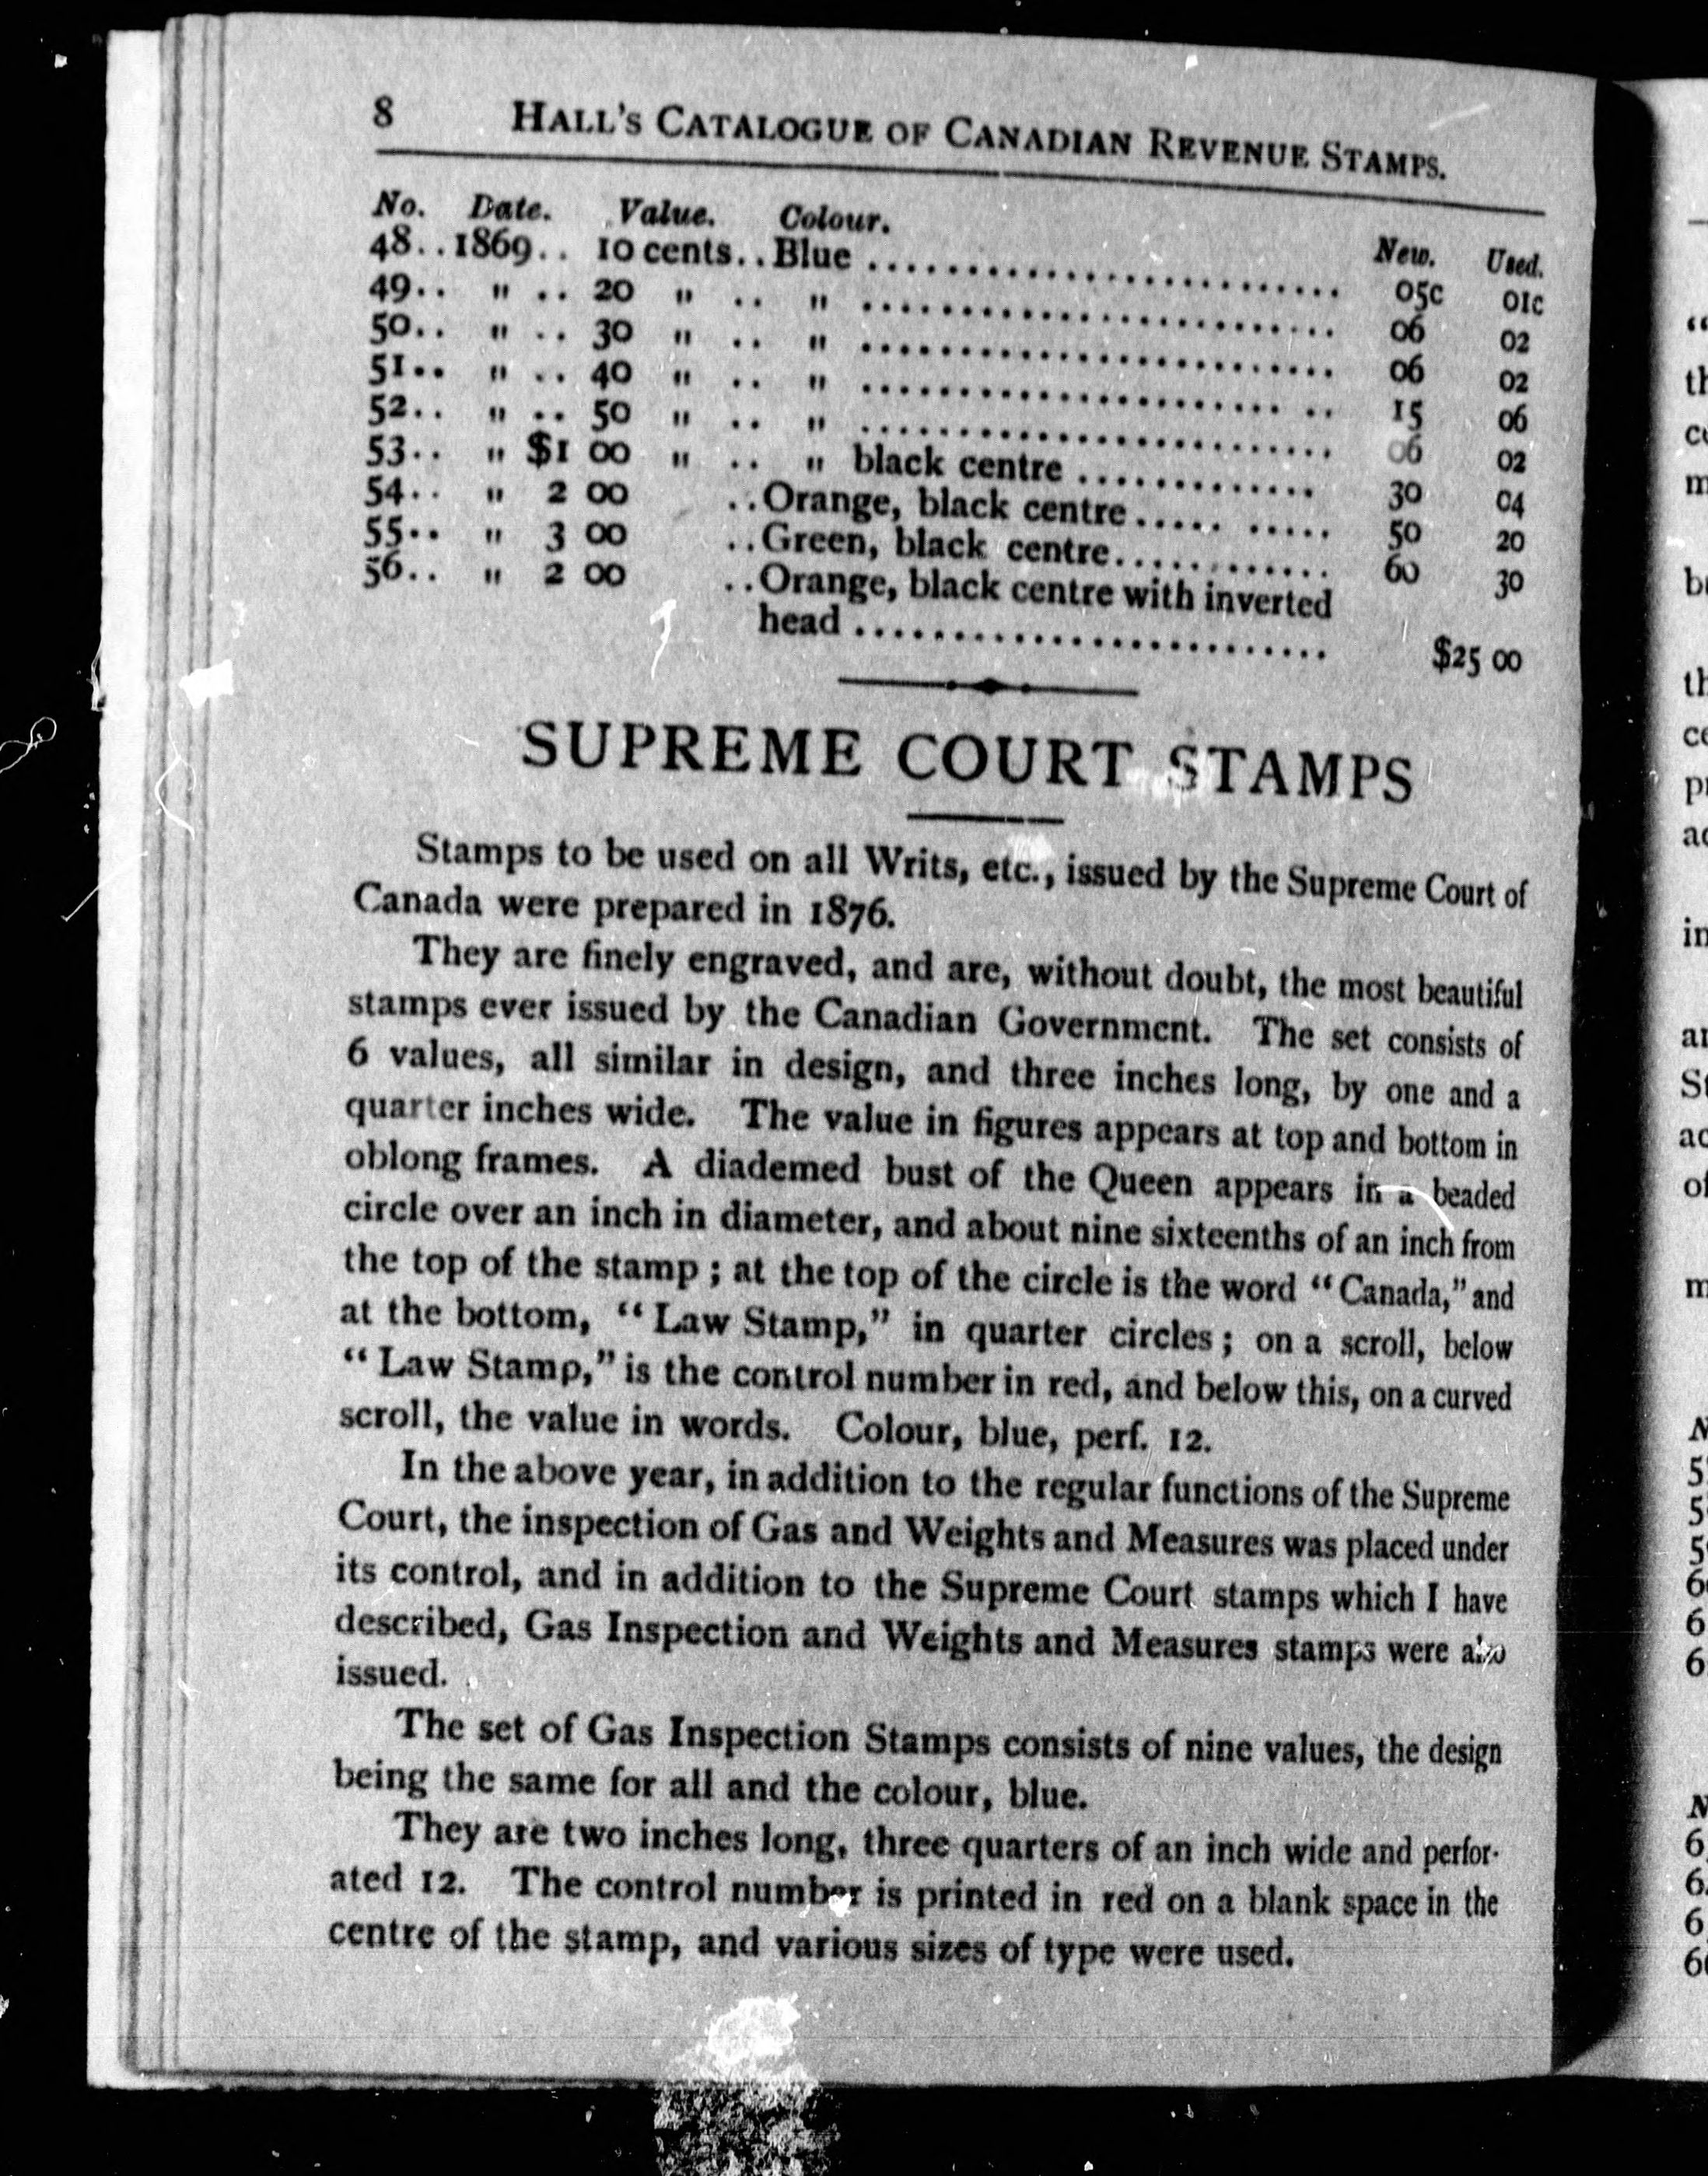 8 HALL'S CATALOGUE OF CANADIAN REVENUE STAMPS.
No. Date. Value. Colour. New. Used.
48..1869.. 10 cents..Blue ........................... 05c 01c
49.. " .. 20 " .. " ........................... 06 02
50.. " .. 30 " .. " ........................... 06 02
51.. " .. 40 " .. " ........................ .. 15 06
52.. " .. 50 " .. " ........................... 06 02
53.. " $1 00 " .. " black centre ............. 30 04
54.. " 2 00 ..Orange, black centre..... ..... 50 20
55.. " 3 00 ..Green, black centre............. 60 30
56.. " 2 00 ..Orange, black centre with inverted
head ........................... $25 00
SUPREME COURT STAMPS
Stamps to be used on all Writs, etc., issued by the Supreme Court of
Canada were prepared in 1876.
They are finely engraved, and are, without doubt, the most beautiful
stamps ever issued by the Canadian Government. The set consists of
6 values, all similar in design, and three inches long, by one and a
quarter inches wide. The value in figures appears at top and bottom in
oblong frames. A diademed bust of the Queen appears in a beaded
circle over an inch in diameter, and about nine sixteenths of an inch from
the top of the stamp ; at the top of the circle is the word "Canada," and
at the bottom, "Law Stamp," in quarter circles ; on a scroll, below
"Law Stamp," is the control number in red, and below this, on a curved
scroll, the value in words. Colour, blue, perf. 12.
In the above year, in addition to the regular functions of the Supreme
Court, the inspection of Gas and Weights and Measures was placed under
its control, and in addition to the Supreme Court stamps which I have
described, Gas Inspection and Weights and Measures stamps were also
issued.
The set of Gas Inspection Stamps consists of nine values, the design
being the same for all and the colour, blue.
They are two inches long, three quarters of an inch wide and perfor-
ated 12. The control number is printed in red on a blank space in the
centre of the stamp, and various sizes of type were used.